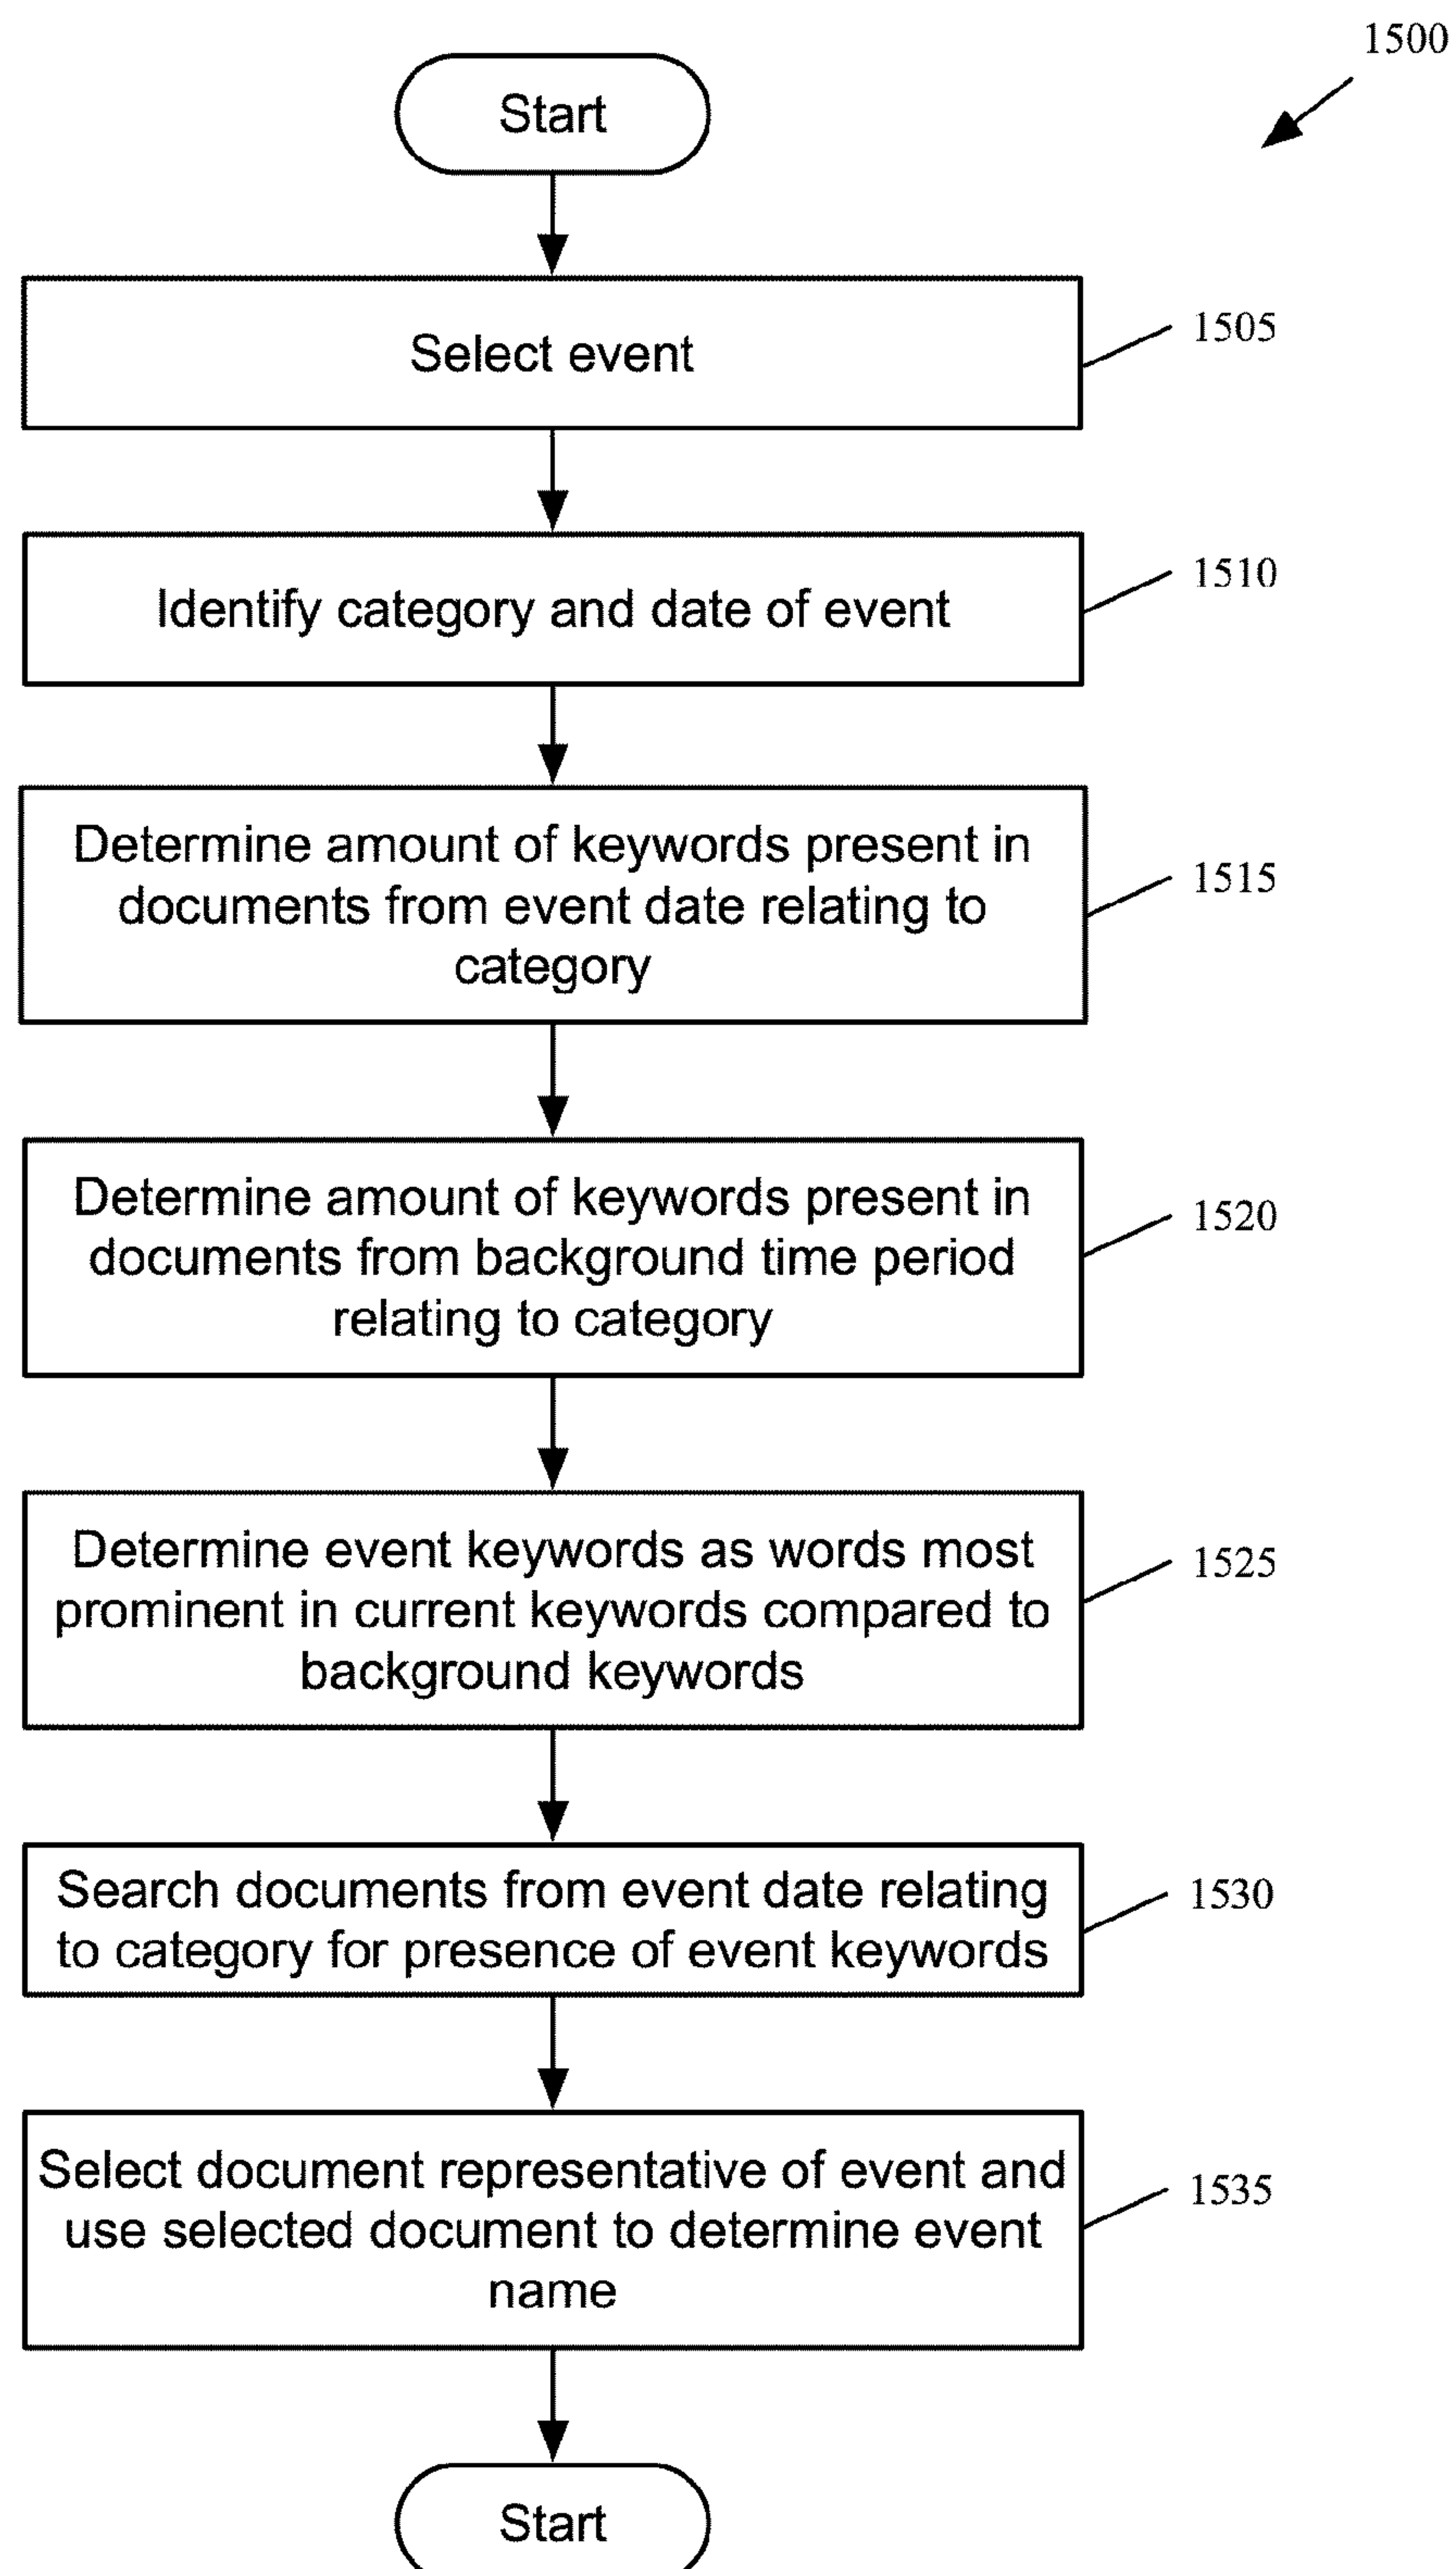 1500
Start
Select event
1505
Identify category and date of event
1510
Determine amount of keywords present in
documents from event date relating to
category
1515
Determine amount of keywords present in
documents from background time period
relating to category
1520
Determine event keywords as words most
prominent in current keywords compared to
background keywords
1525
Search documents from event date relating
to category for presence of event keywords
1530
Select document representative of event and
use selected document to determine event
name
1535
Start